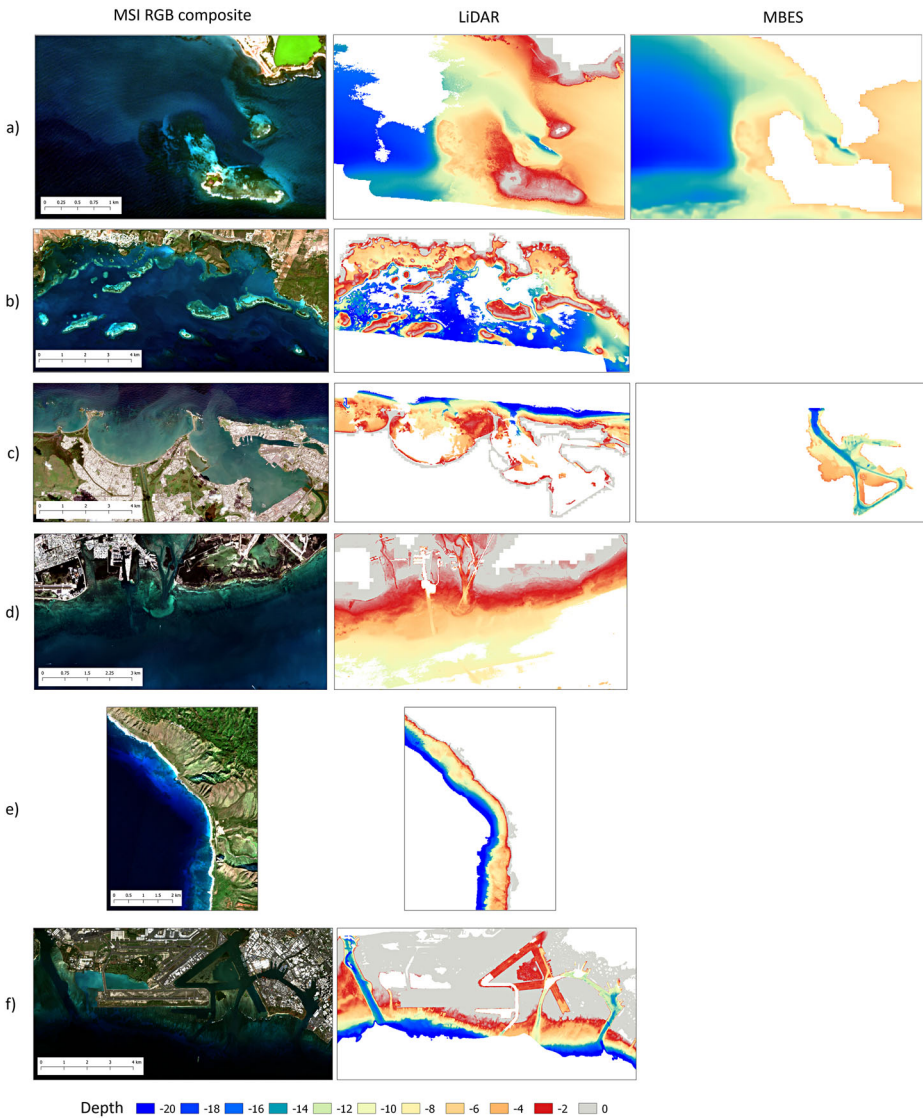 MSI RGB composite
LiDAR
MBES
a)
0 0.25 0.5 0.75 1 km
b)
0 1 2 3 4 km
c)
0 1 2 3 4 km
d)
0 0.75 1.5 2.25 3 km
e)
0 0.5 1 1.5 2 km
f)
0 1 2 3 4 km
Depth -20 -18 -16 -14 -12 -10 -8 -6 -4 -2 0